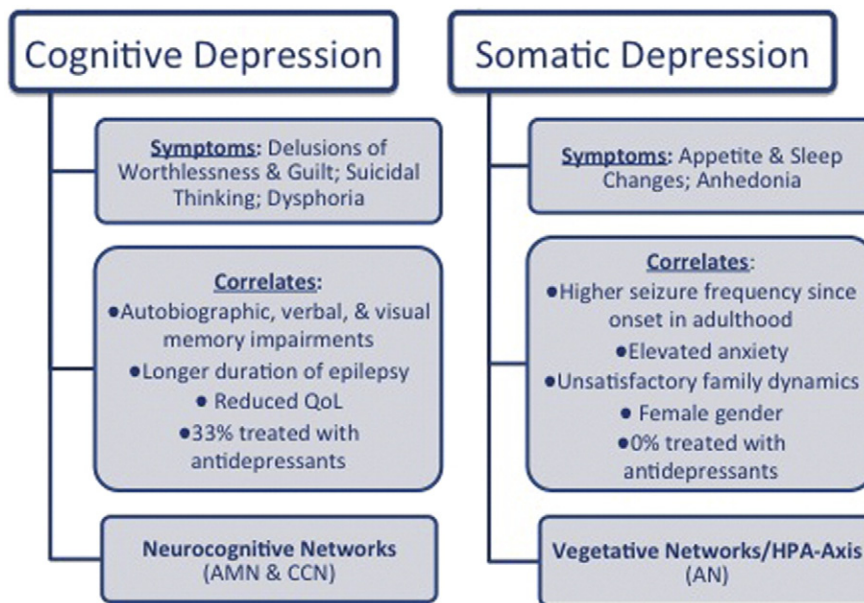 Cognitive Depression
Symptoms: Delusions of
Worthlessness & Guilt; Suicidal
Thinking; Dysphoria
Correlates:
●Autobiographic, verbal, & visual
memory impairments
●Longer duration of epilepsy
● Reduced QoL
●33% treated with
antidepressants
Neurocognitive Networks
(AMN & CCN)
Somatic Depression
Symptoms: Appetite & Sleep
Changes; Anhedonia
Correlates:
●Higher seizure frequency since
onset in adulthood
●Elevated anxiety
●Unsatisfactory family dynamics
● Female gender
●0% treated with
antidepressants
Vegetative Networks/HPA-Axis
(AN)